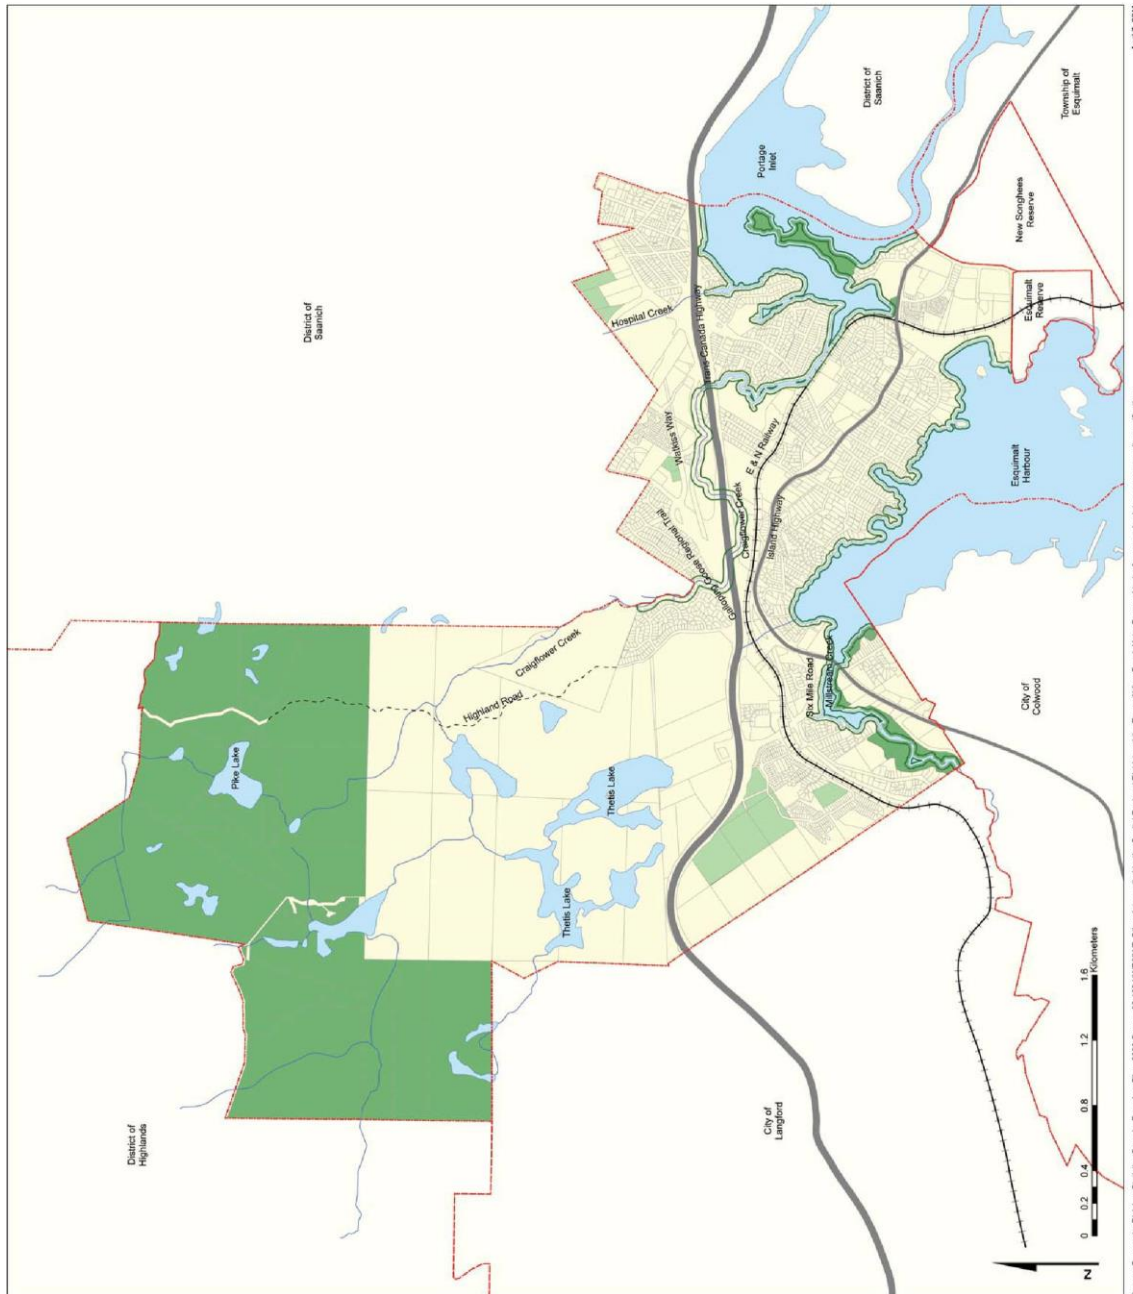 District of
Saanich
Township of
Esquimalt
Portage
Inlet
New Songhees
Reserve
Esquimalt
Reserve
District of
Saanich
Hospital Creek
Trans-Canada Highway
Watkiss Way
E & N Railway
Esquimalt
Harbour
Galloping Goose Regional Trail
Craigflower Creek
Island Highway
Craigflower Creek
Highland Road
Six Mile Road
Millstream Creek
City of
Colwood
Pike Lake
Thetis Lake
Thetis Lake
District of
Highlands
City of
Langford
0 0.2 0.4 0.8 1.2 1.6
Kilometers
N